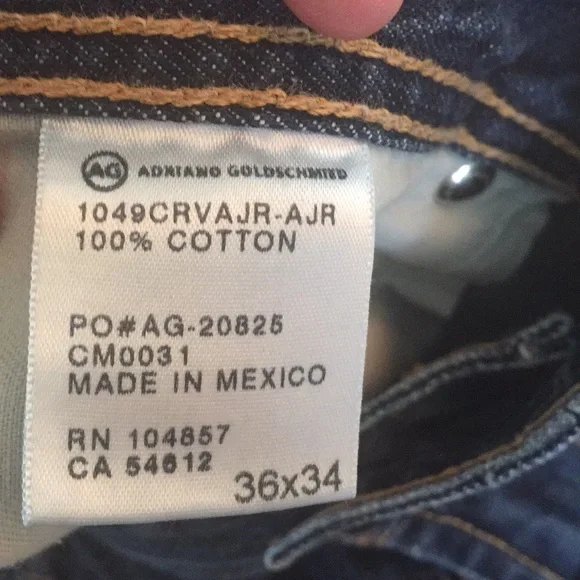 AG ADRIANO GOLDSCHMIED
1049CRVAJR-AJR
100% COTTON
PO#AG-20825
CM0031
MADE IN MEXICO
RN 104857
CA 54612
36x34